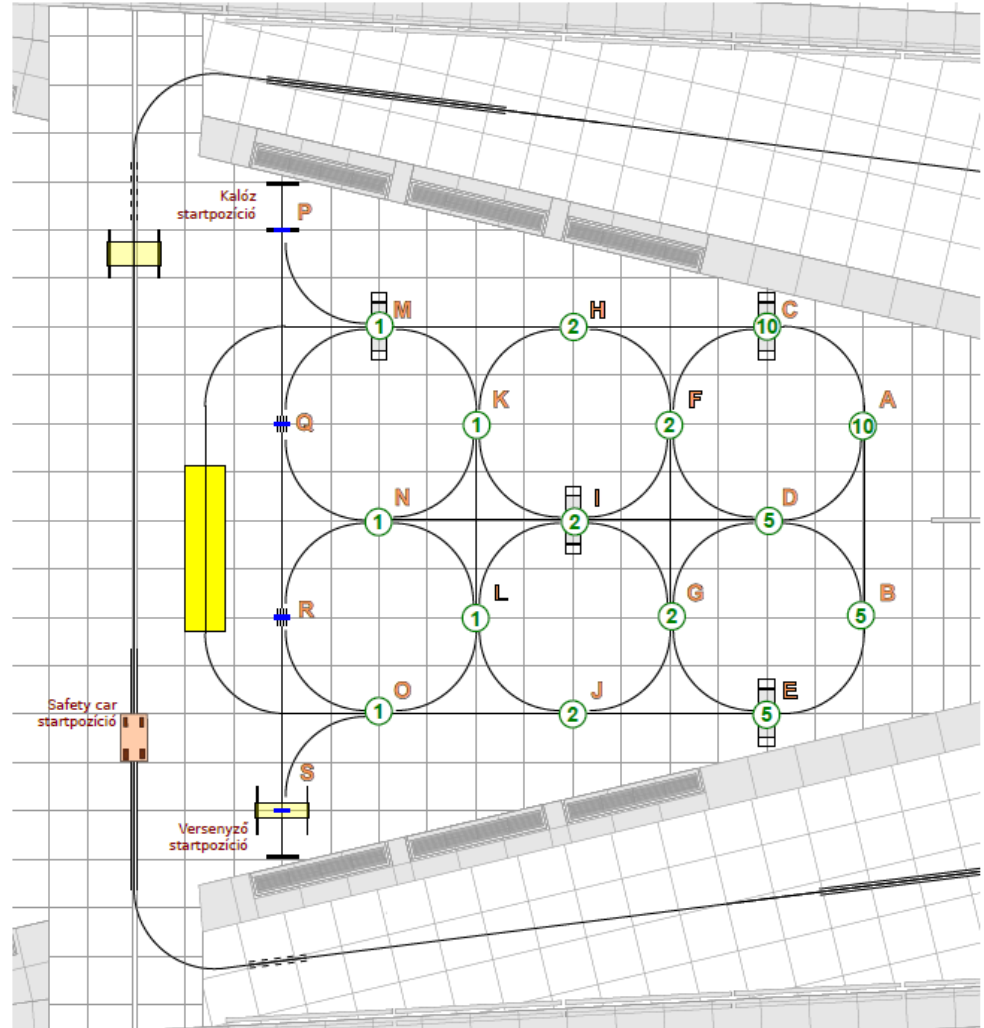 Kalóz
startpozíció
P
M
H
C
1
2
10
Q
K
F
A
1
2
10
N
I
D
1
2
5
R
L
G
B
1
2
5
O
J
E
1
2
5
Safety car
startpozíció
S
Versenyző
startpozíció